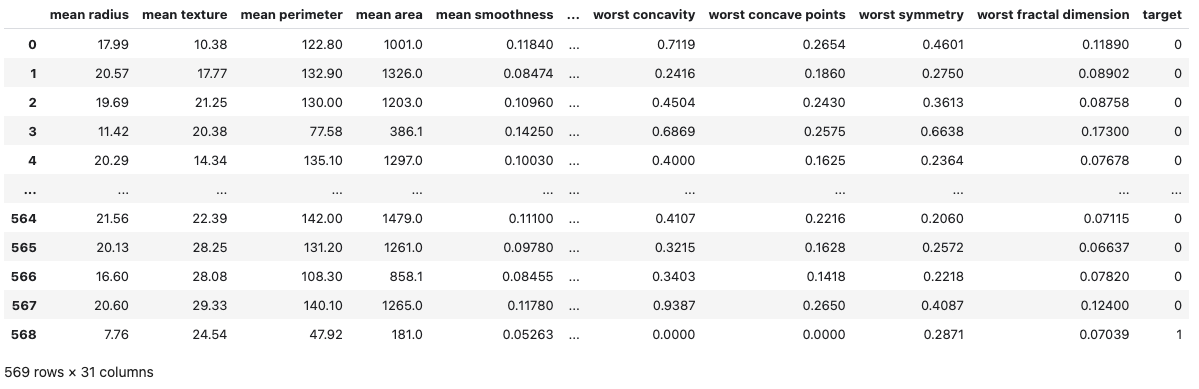 mean radius mean texture mean perimeter mean area mean smoothness ... worst concavity worst concave points worst symmetry worst fractal dimension target
0 17.99 10.38 122.80 1001.0 0.11840 ... 0.7119 0.2654 0.4601 0.11890 0
1 20.57 17.77 132.90 1326.0 0.08474 ... 0.2416 0.1860 0.2750 0.08902 0
2 19.69 21.25 130.00 1203.0 0.10960 ... 0.4504 0.2430 0.3613 0.08758 0
3 11.42 20.38 77.58 386.1 0.14250 ... 0.6869 0.2575 0.6638 0.17300 0
4 20.29 14.34 135.10 1297.0 0.10030 ... 0.4000 0.1625 0.2364 0.07678 0
... ... ... ... ... ... ... ... ... ... ... ...
564 21.56 22.39 142.00 1479.0 0.11100 ... 0.4107 0.2216 0.2060 0.07115 0
565 20.13 28.25 131.20 1261.0 0.09780 ... 0.3215 0.1628 0.2572 0.06637 0
566 16.60 28.08 108.30 858.1 0.08455 ... 0.3403 0.1418 0.2218 0.07820 0
567 20.60 29.33 140.10 1265.0 0.11780 ... 0.9387 0.2650 0.4087 0.12400 0
568 7.76 24.54 47.92 181.0 0.05263 ... 0.0000 0.0000 0.2871 0.07039 1
569 rows × 31 columns